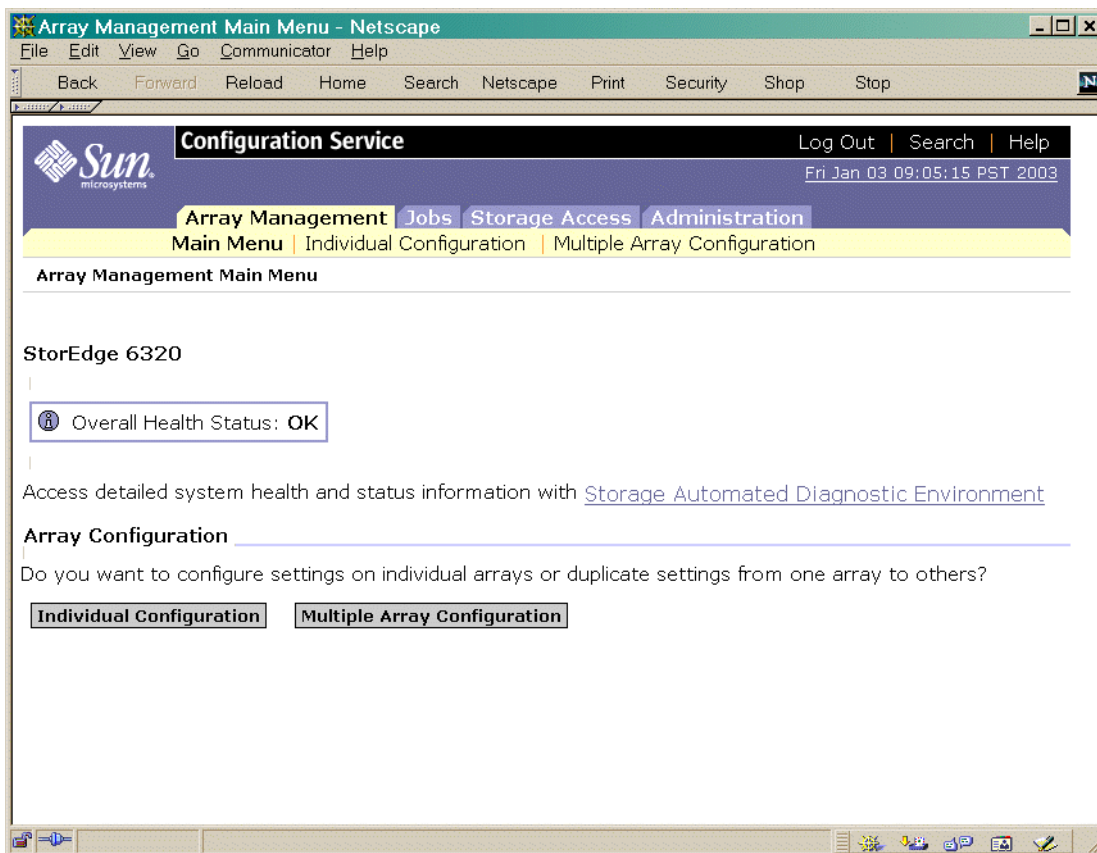 Array Management Main Menu - Netscape
File Edit View Go Communicator Help
Back Forward Reload Home Search Netscape Print Security Shop Stop
N
Sun
microsystems
Configuration Service
Log Out | Search | Help
Fri Jan 03 09:05:15 PST 2003
Array Management Jobs Storage Access Administration
Main Menu | Individual Configuration | Multiple Array Configuration
Array Management Main Menu
StorEdge 6320
Overall Health Status: OK
Access detailed system health and status information with Storage Automated Diagnostic Environment
Array Configuration
Do you want to configure settings on individual arrays or duplicate settings from one array to others?
Individual Configuration Multiple Array Configuration